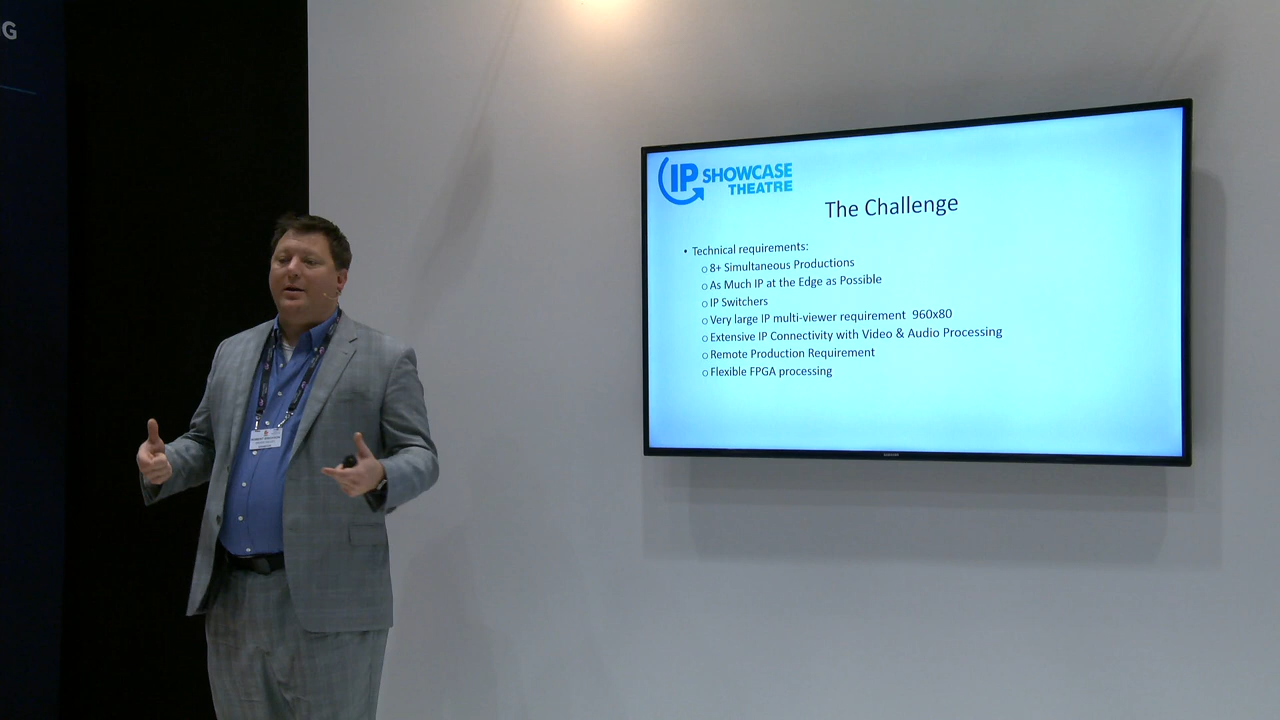 G
IP SHOWCASE
THEATRE
The Challenge
• Technical requirements:
o 8+ Simultaneous Productions
o As Much IP at the Edge as Possible
o IP Switchers
o Very large IP multi-viewer requirement 960x80
o Extensive IP Connectivity with Video & Audio Processing
o Remote Production Requirement
o Flexible FPGA processing
SAMSUNG